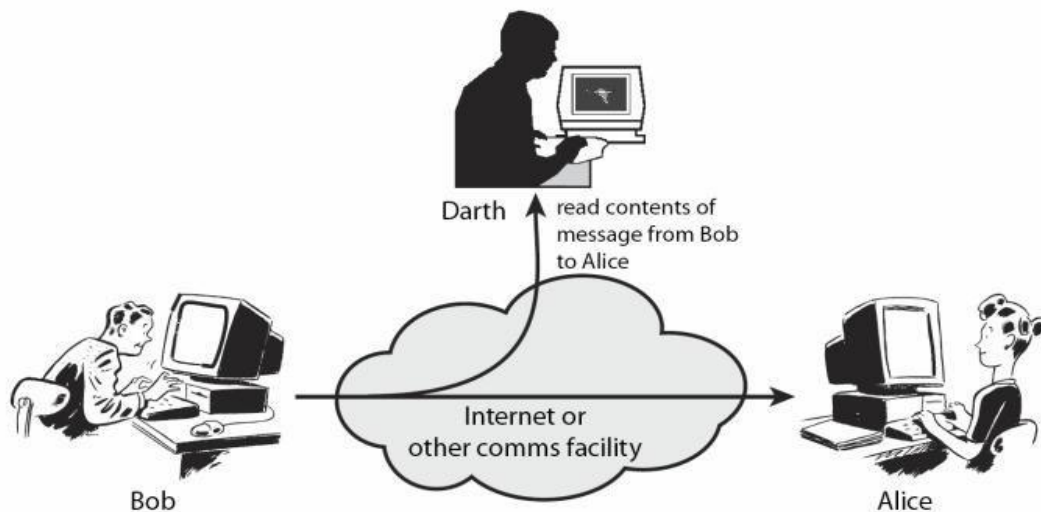 Darth
read contents of
message from Bob
to Alice
Internet or
other comms facility
Bob
Alice